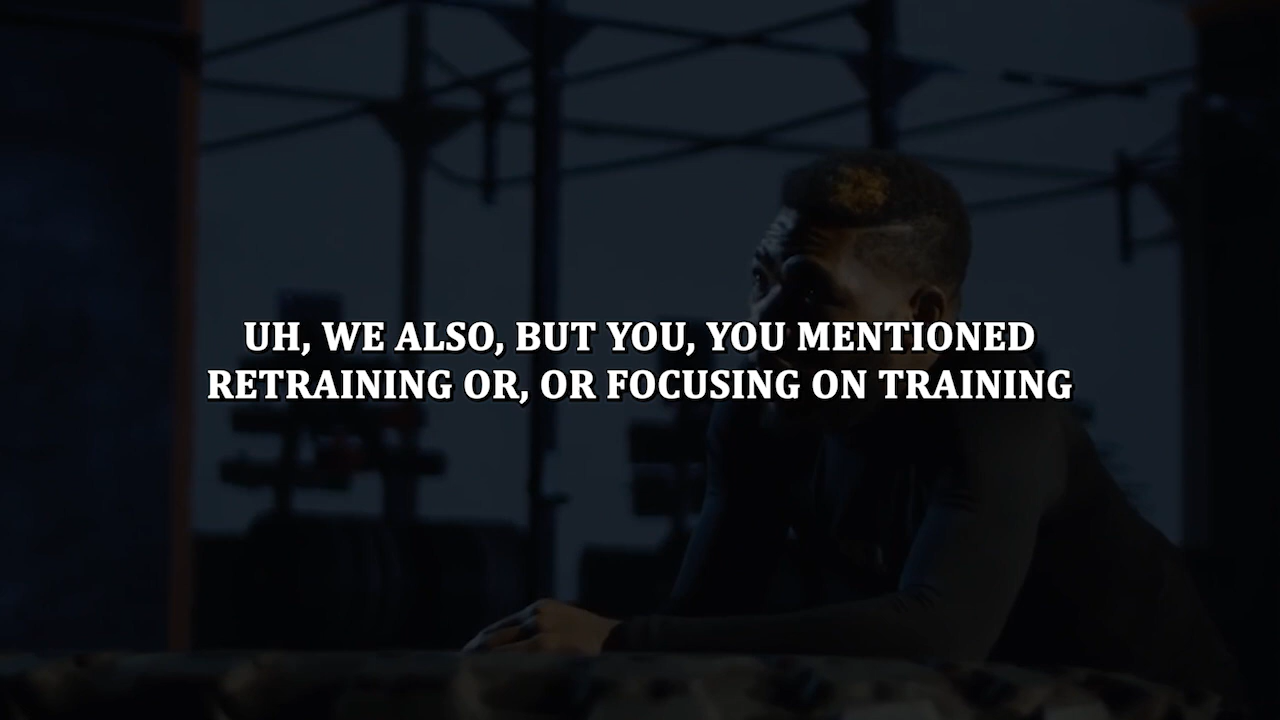 UH, WE ALSO, BUT YOU, YOU MENTIONED
RETRAINING OR, OR FOCUSING ON TRAINING